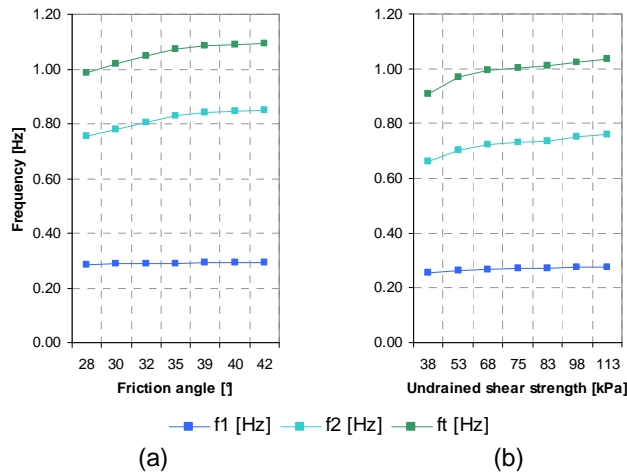 1.20
1.00
0.80
0.60
0.40
0.20
0.00
Frequency [Hz]
28 30 32 35 39 40 42
Friction angle [°]
1.20
1.00
0.80
0.60
0.40
0.20
0.00
38 53 68 75 83 98 113
Undrained shear strength [kPa]
f1 [Hz] f2 [Hz] ft [Hz]
(a) (b)